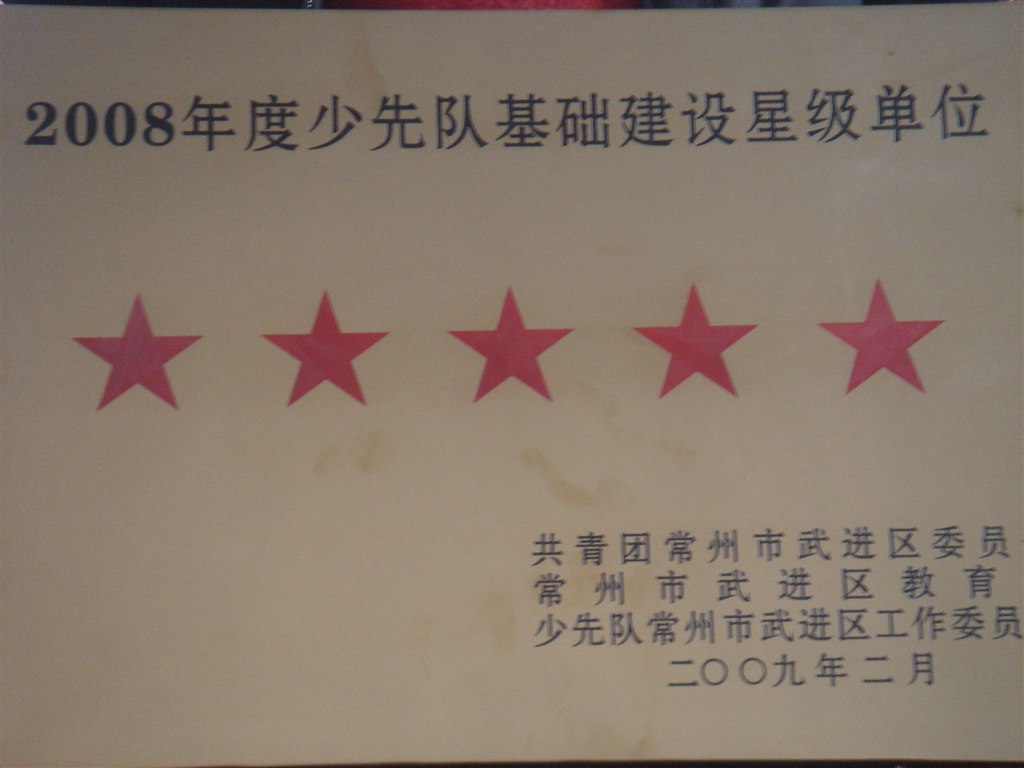 2008年度少先队基础建设星级单位
共青团常州市武进区委员
常州市武进区教育
少先队常州市武进区工作委员
二〇〇九年二月